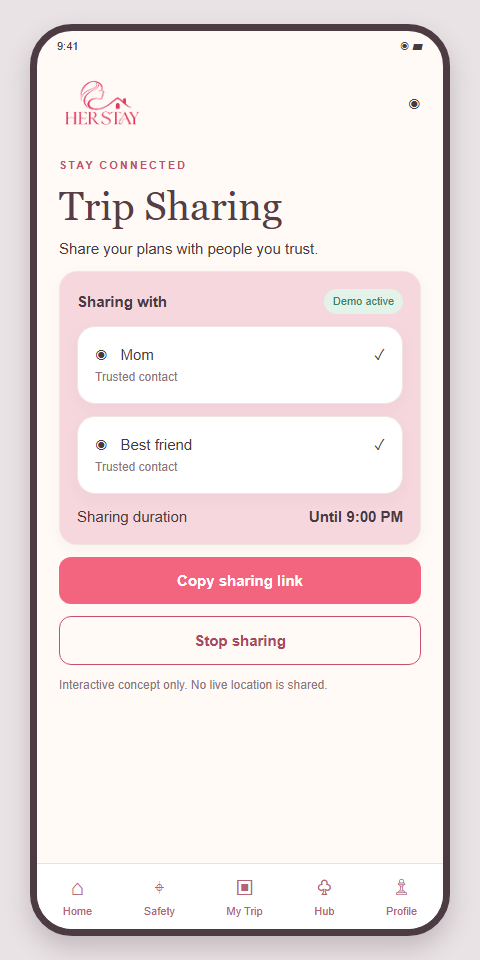 9:41
HERSTAY
STAY CONNECTED
Trip Sharing
Share your plans with people you trust.
Sharing with
Demo active
Mom
Trusted contact
Best friend
Trusted contact
Sharing duration
Until 9:00 PM
Copy sharing link
Stop sharing
Interactive concept only. No live location is shared.
Home
Safety
My Trip
Hub
Profile